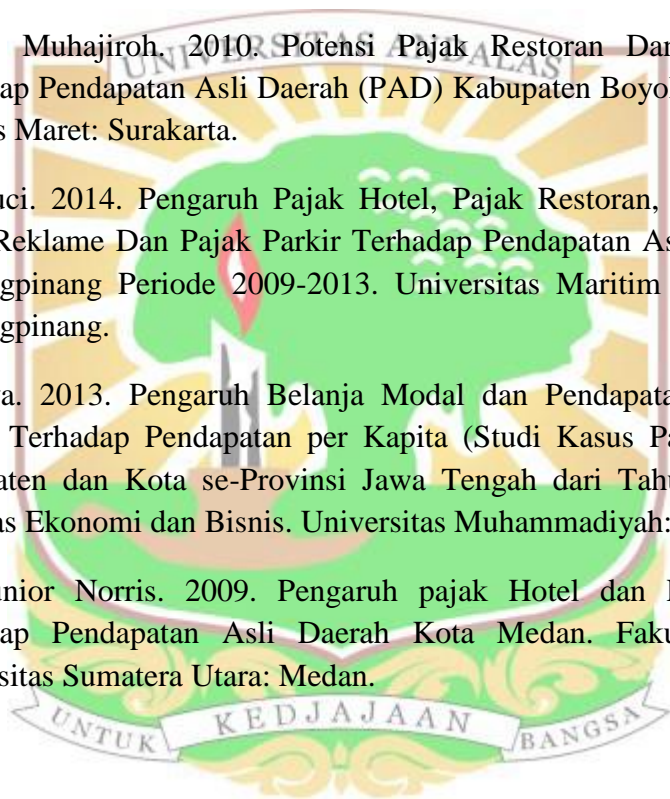 Muhajiroh. 2010. Potensi Pajak Restoran Dan
UNIVERSITAS ANDALAS
ap Pendapatan Asli Daerah (PAD) Kabupaten Boyol
s Maret: Surakarta.
uci. 2014. Pengaruh Pajak Hotel, Pajak Restoran,
Reklame Dan Pajak Parkir Terhadap Pendapatan As
gpinang Periode 2009-2013. Universitas Maritim
gpinang.
a. 2013. Pengaruh Belanja Modal dan Pendapata
Terhadap Pendapatan per Kapita (Studi Kasus Pa
aten dan Kota se-Provinsi Jawa Tengah dari Tahu
as Ekonomi dan Bisnis. Universitas Muhammadiyah:
unior Norris. 2009. Pengaruh pajak Hotel dan
ap Pendapatan Asli Daerah Kota Medan. Faku
sitas Sumatera Utara: Medan.
UNTUK KEDJAJAAN BANGSA